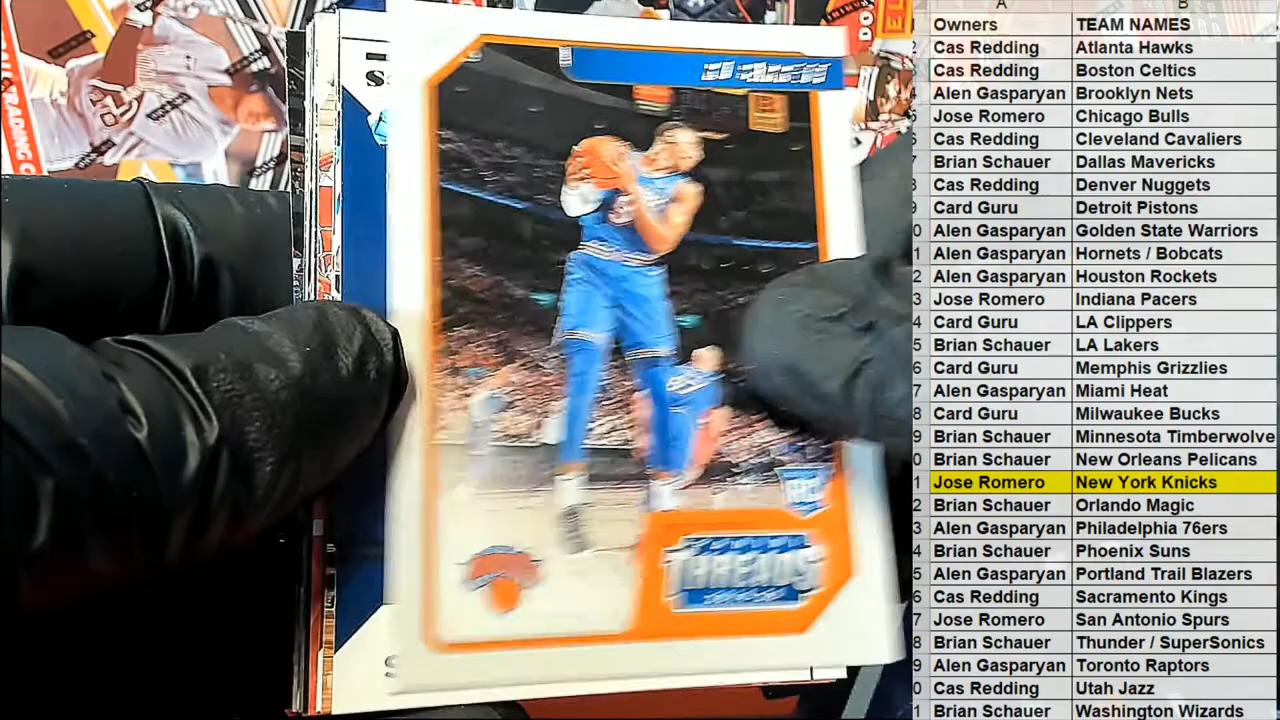 A B
Owners TEAM NAMES
Cas Redding Atlanta Hawks
Cas Redding Boston Celtics
Alen Gasparyan Brooklyn Nets
Jose Romero Chicago Bulls
Cas Redding Cleveland Cavaliers
Brian Schauer Dallas Mavericks
Cas Redding Denver Nuggets
Card Guru Detroit Pistons
Alen Gasparyan Golden State Warriors
Alen Gasparyan Hornets / Bobcats
Alen Gasparyan Houston Rockets
Jose Romero Indiana Pacers
Card Guru LA Clippers
Brian Schauer LA Lakers
Card Guru Memphis Grizzlies
Alen Gasparyan Miami Heat
Card Guru Milwaukee Bucks
Brian Schauer Minnesota Timberwolve
Brian Schauer New Orleans Pelicans
Jose Romero New York Knicks
Brian Schauer Orlando Magic
Alen Gasparyan Philadelphia 76ers
Brian Schauer Phoenix Suns
Alen Gasparyan Portland Trail Blazers
Cas Redding Sacramento Kings
Jose Romero San Antonio Spurs
Brian Schauer Thunder / SuperSonics
Alen Gasparyan Toronto Raptors
Cas Redding Utah Jazz
Brian Schauer Washington Wizards
THREADS